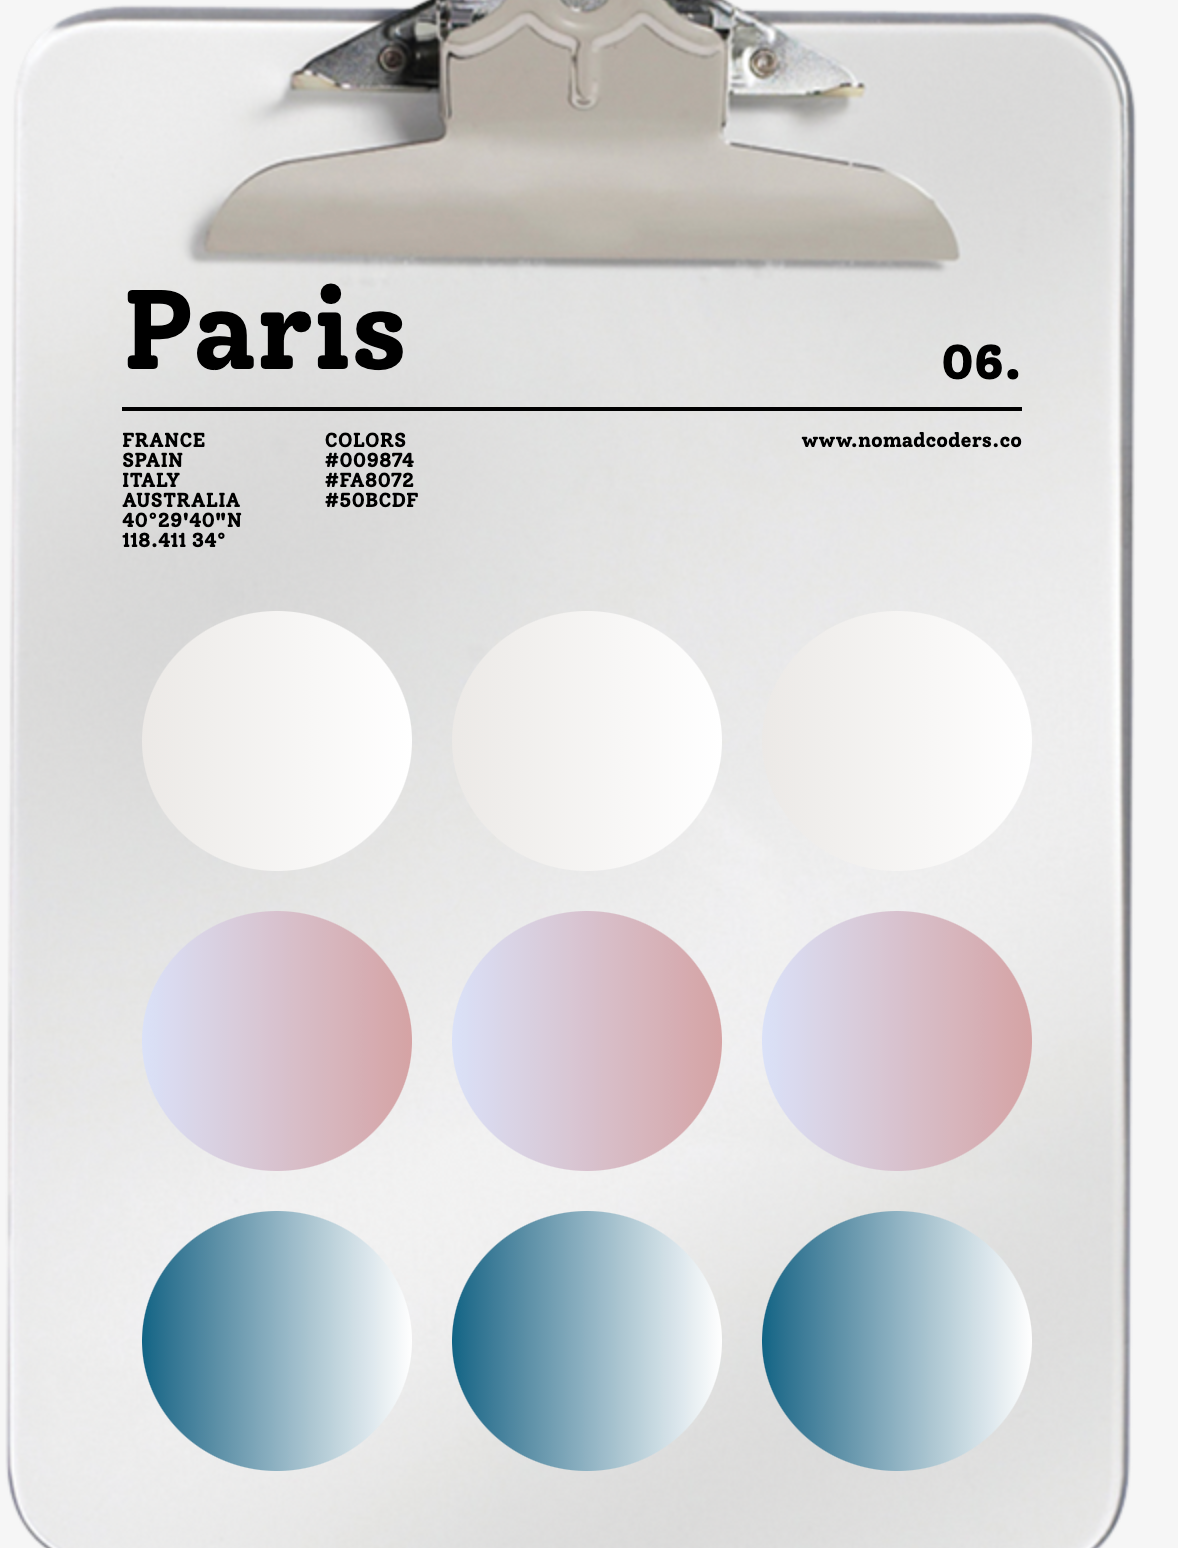 Paris
06.
FRANCE
SPAIN
ITALY
AUSTRALIA
40°29'40"N
118.411 34°
COLORS
#009874
#FA8072
#50BCDF
www.nomadcoders.co